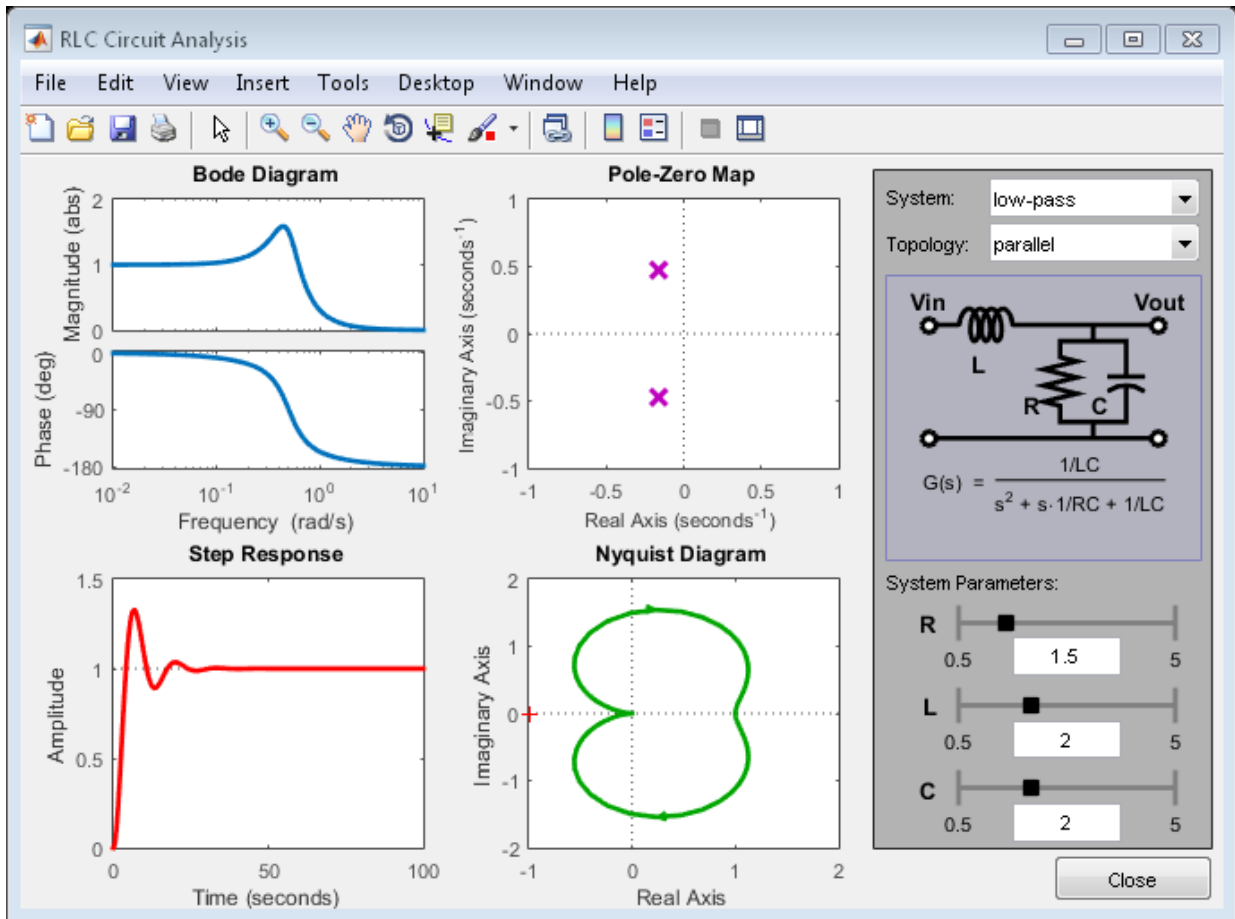 RLC Circuit Analysis
File Edit View Insert Tools Desktop Window Help
Bode Diagram
Magnitude (abs)
2
1
0
Phase (deg)
0
-90
-180
10^-2 10^-1 10^0 10^1
Frequency (rad/s)
Pole-Zero Map
Imaginary Axis (seconds^-1)
1
0.5
0
-0.5
-1
-1 -0.5 0 0.5 1
Real Axis (seconds^-1)
Step Response
Amplitude
1.5
1
0.5
0
0 50 100
Time (seconds)
Nyquist Diagram
Imaginary Axis
2
1
0
-1
-2
-1 0 1 2
Real Axis
System: low-pass
Topology: parallel
Vin Vout
L
R C
1/LC
G(s) =
s^2 + s·1/RC + 1/LC
System Parameters:
R
0.5 1.5 5
L
0.5 2 5
C
0.5 2 5
Close